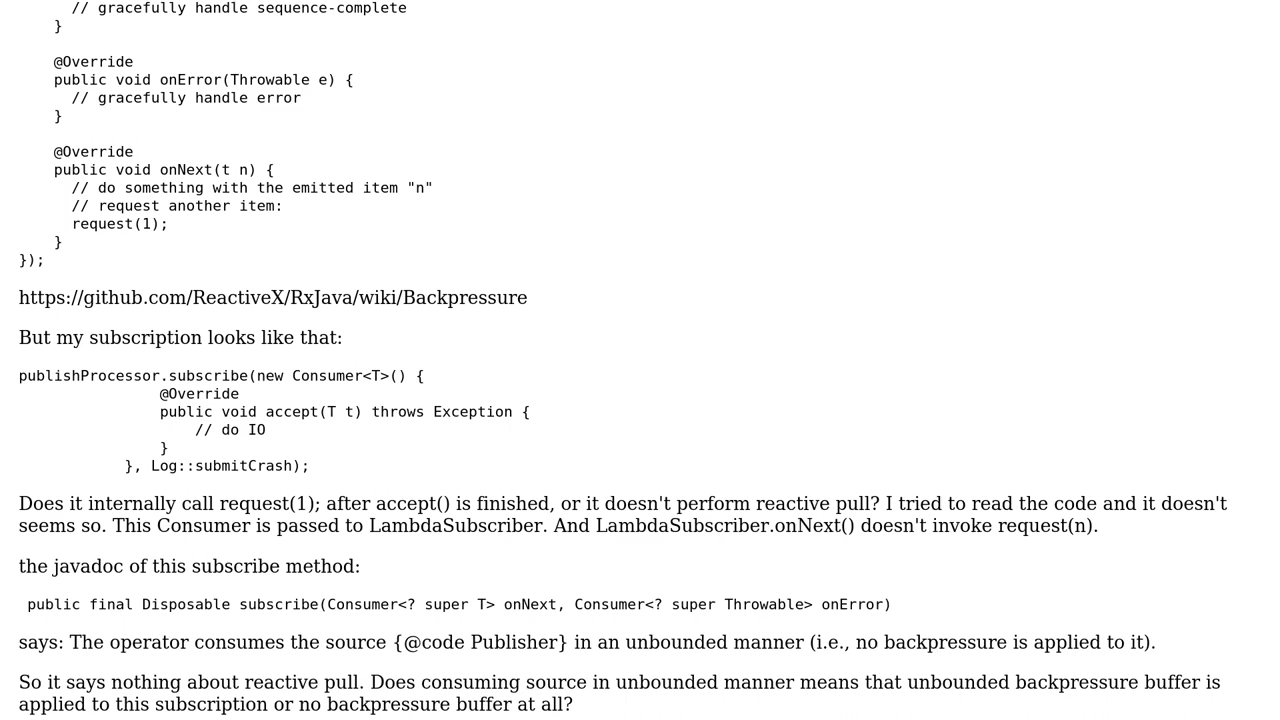 // gracefully handle sequence-complete
}
@Override
public void onError(Throwable e) {
// gracefully handle error
}
@Override
public void onNext(t n) {
// do something with the emitted item "n"
// request another item:
request(1);
}
});
https://github.com/ReactiveX/RxJava/wiki/Backpressure
But my subscription looks like that:
publishProcessor.subscribe(new Consumer<T>() {
@Override
public void accept(T t) throws Exception {
// do IO
}
}, Log::submitCrash);
Does it internally call request(1); after accept() is finished, or it doesn't perform reactive pull? I tried to read the code and it doesn't
seems so. This Consumer is passed to LambdaSubscriber. And LambdaSubscriber.onNext() doesn't invoke request(n).
the javadoc of this subscribe method:
public final Disposable subscribe(Consumer<? super T> onNext, Consumer<? super Throwable> onError)
says: The operator consumes the source {@code Publisher} in an unbounded manner (i.e., no backpressure is applied to it).
So it says nothing about reactive pull. Does consuming source in unbounded manner means that unbounded backpressure buffer is
applied to this subscription or no backpressure buffer at all?